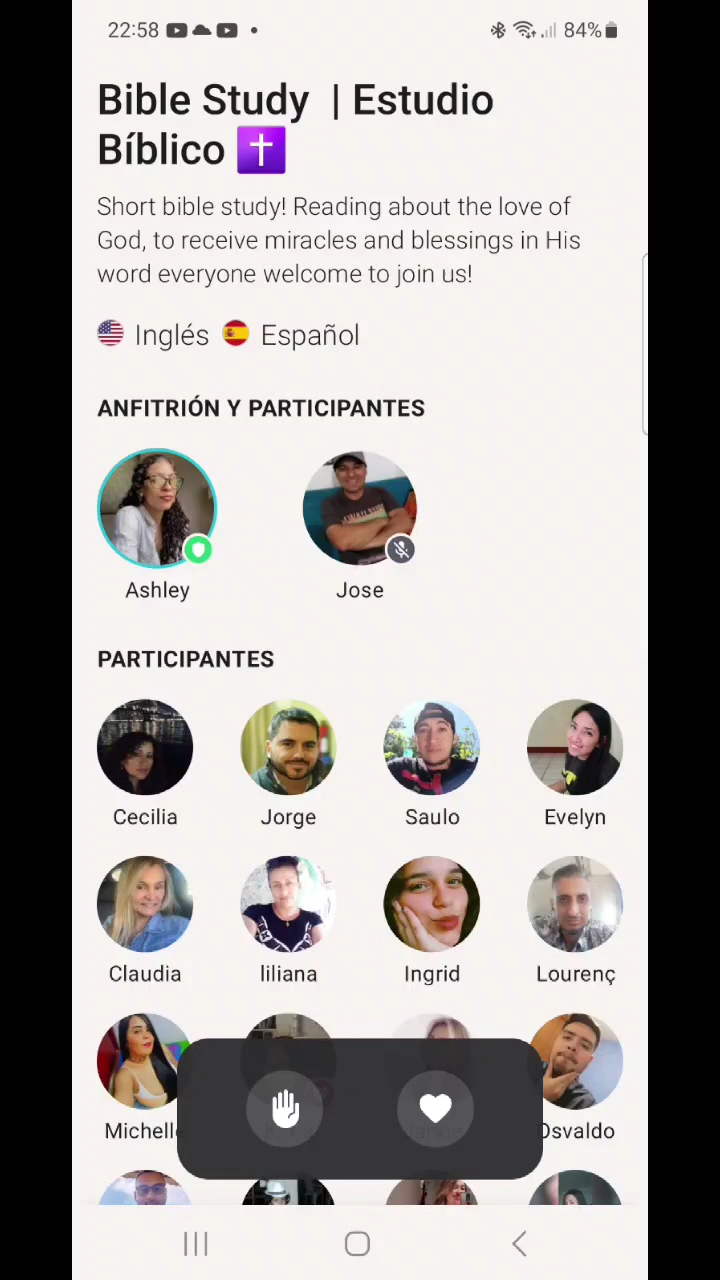 22:58
84%
Bible Study | Estudio
Bíblico
Short bible study! Reading about the love of
God, to receive miracles and blessings in His
word everyone welcome to join us!
Inglés Español
ANFITRIÓN Y PARTICIPANTES
Ashley Jose
PARTICIPANTES
Cecilia Jorge Saulo Evelyn
Claudia liliana Ingrid Lourenç
Michell Osvaldo